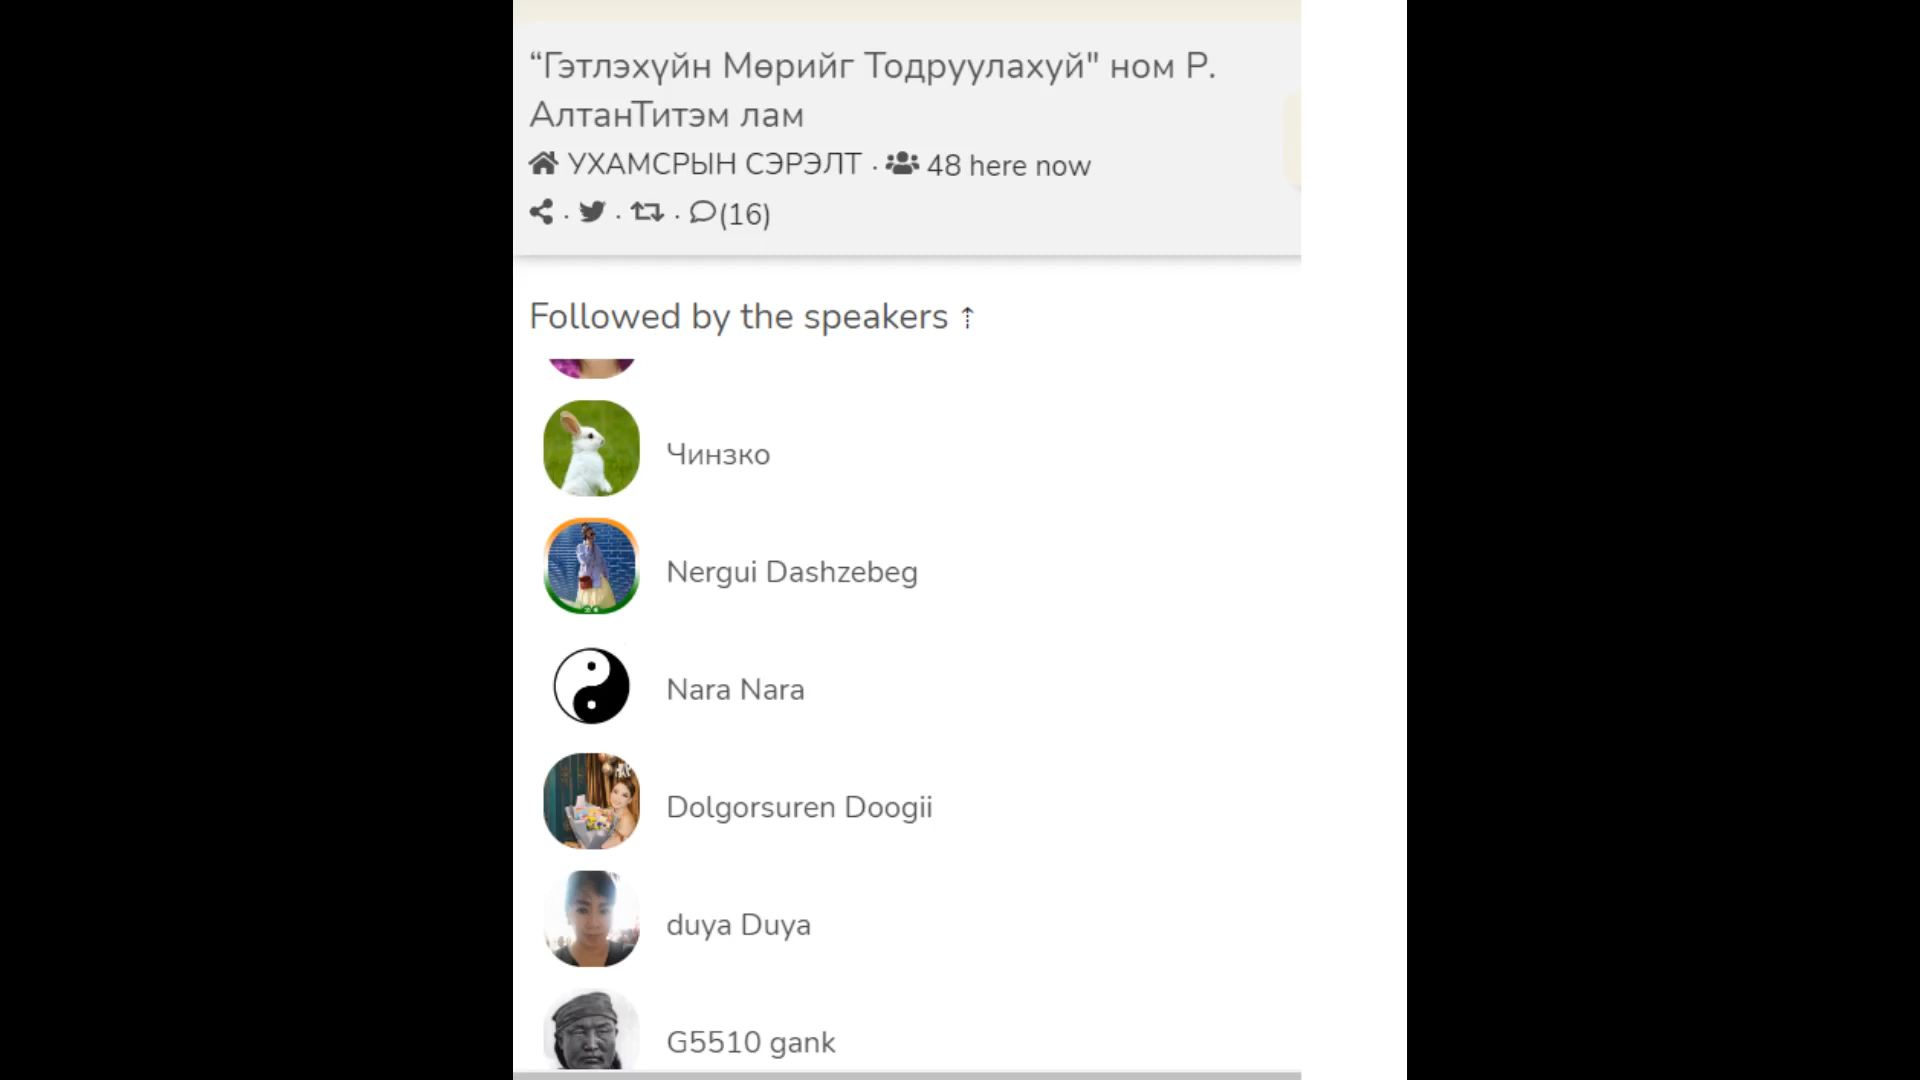 “Гэтлэхүйн Мөрийг Тодруулахуй" ном Р.
АлтанТитэм лам
УХАМСРЫН СЭРЭЛТ · 48 here now
· · · (16)
Followed by the speakers ⇡
Чинзко
Nergui Dashzebeg
Nara Nara
Dolgorsuren Doogii
duya Duya
G5510 gank